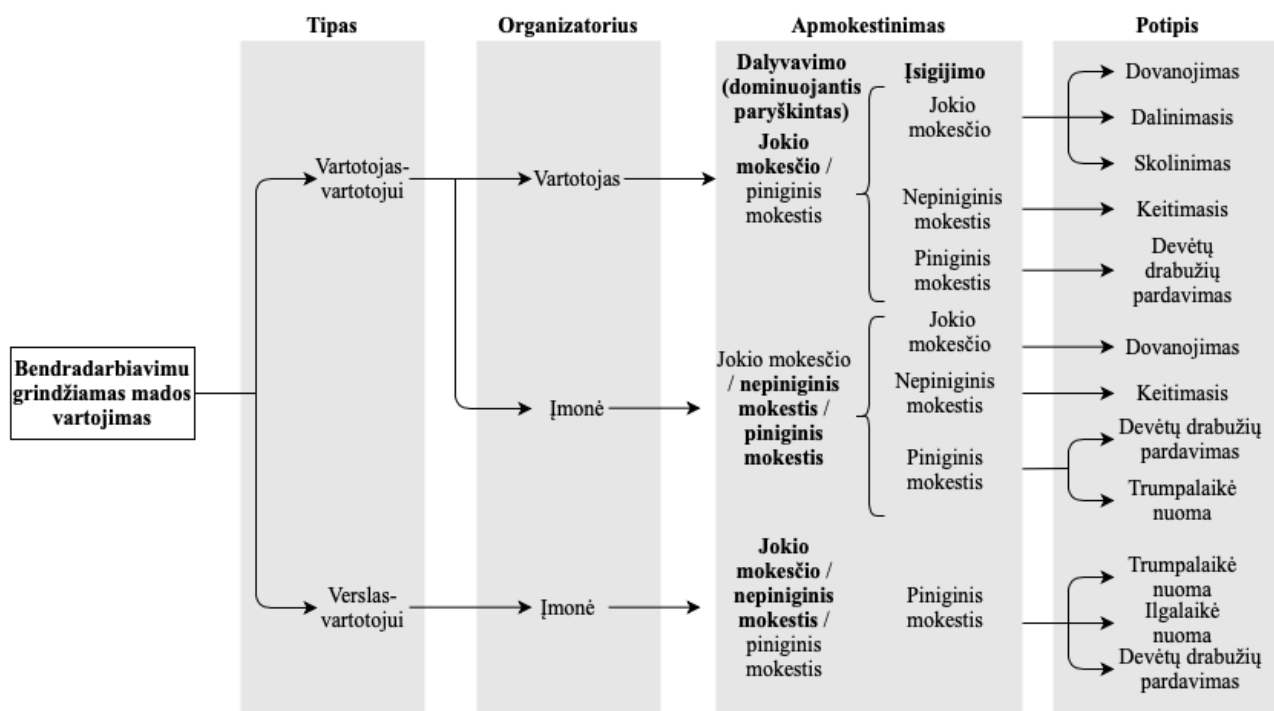 Tipas
Organizatorius
Apmokestinimas
Potipis
Bendradarbiavimu
grindžiamas mados
vartojimas
Vartotojas-
vartotojui
Vartotojas
Dalyvavimo
(dominuojantis
paryškintas)
Jokio
mokesčio /
piniginis
mokestis
Įsigijimo
Jokio
mokesčio
Dovanojimas
Dalinimasis
Skolinimas
Nepiniginis
mokestis
Keitimasis
Piniginis
mokestis
Devėtų
drabužių
pardavimas
Įmonė
Jokio mokesčio
/ nepiniginis
mokestis /
piniginis
mokestis
Jokio
mokesčio
Dovanojimas
Nepiniginis
mokestis
Keitimasis
Piniginis
mokestis
Devėtų drabužių
pardavimas
Trumpalaikė
nuoma
Verslas-
vartotojui
Įmonė
Jokio
mokesčio /
nepiniginis
mokestis /
piniginis
mokestis
Piniginis
mokestis
Trumpalaikė
nuoma
Ilgalaikė
nuoma
Devėtų drabužių
pardavimas